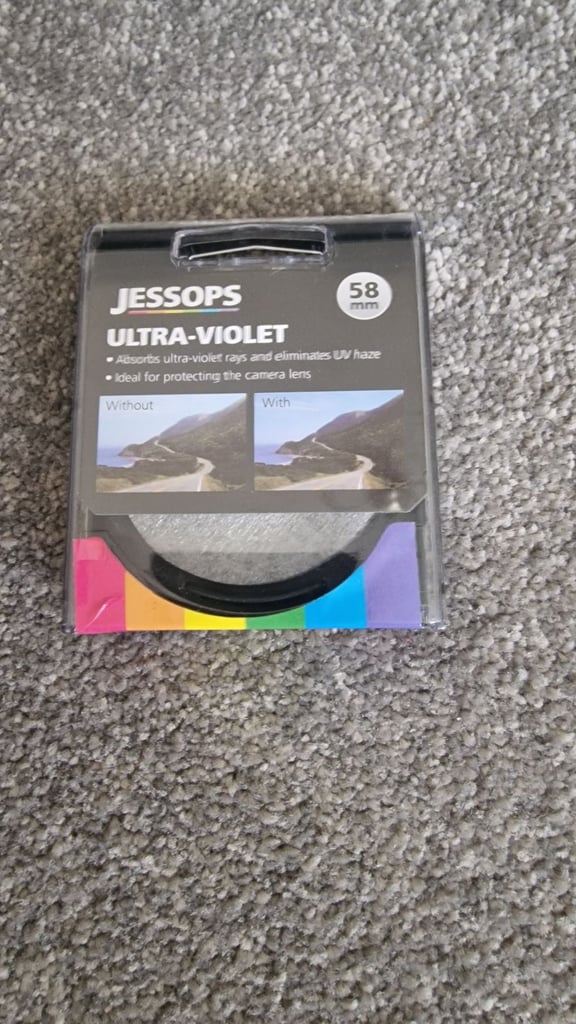 JESSOPS
58
mm
ULTRA-VIOLET
• Absorbs ultra-violet rays and eliminates UV haze
• Ideal for protecting the camera lens
Without
With